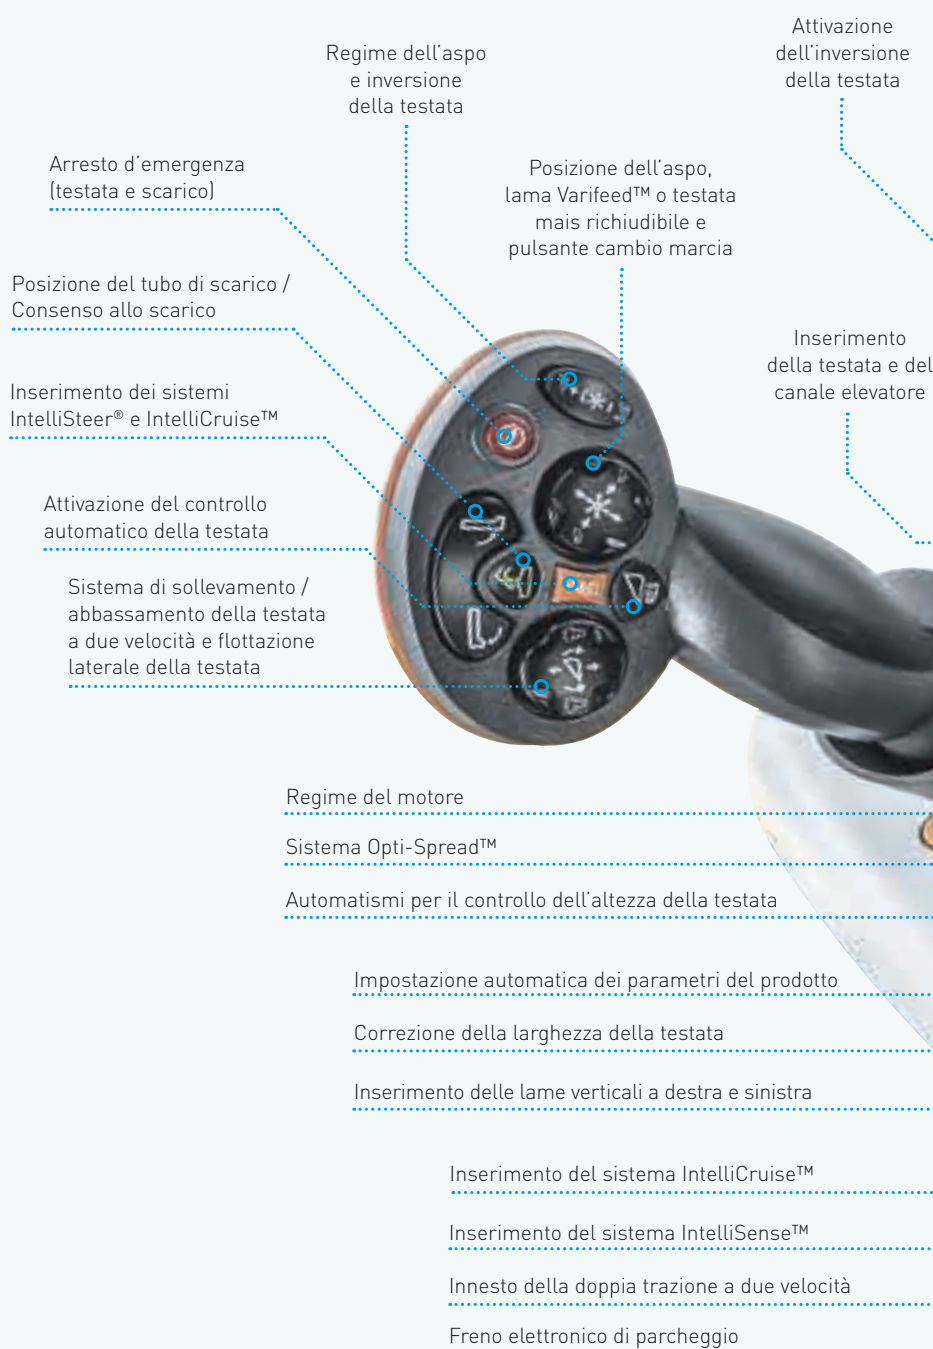 Attivazione
dell'inversione
della testata
Regime dell'aspo
e inversione
della testata
Arresto d'emergenza
(testata e scarico)
Posizione dell'aspo,
lama Varifeed™ o testata
mais richiudibile e
pulsante cambio marcia
Posizione del tubo di scarico /
Consenso allo scarico
Inserimento
della testata e del
canale elevatore
Inserimento dei sistemi
IntelliSteer® e IntelliCruise™
Attivazione del controllo
automatico della testata
Sistema di sollevamento /
abbassamento della testata
a due velocità e flottazione
laterale della testata
Regime del motore
Sistema Opti-Spread™
Automatismi per il controllo dell'altezza della testata
Impostazione automatica dei parametri del prodotto
Correzione della larghezza della testata
Inserimento delle lame verticali a destra e sinistra
Inserimento del sistema IntelliCruise™
Inserimento del sistema IntelliSense™
Innesto della doppia trazione a due velocità
Freno elettronico di parcheggio